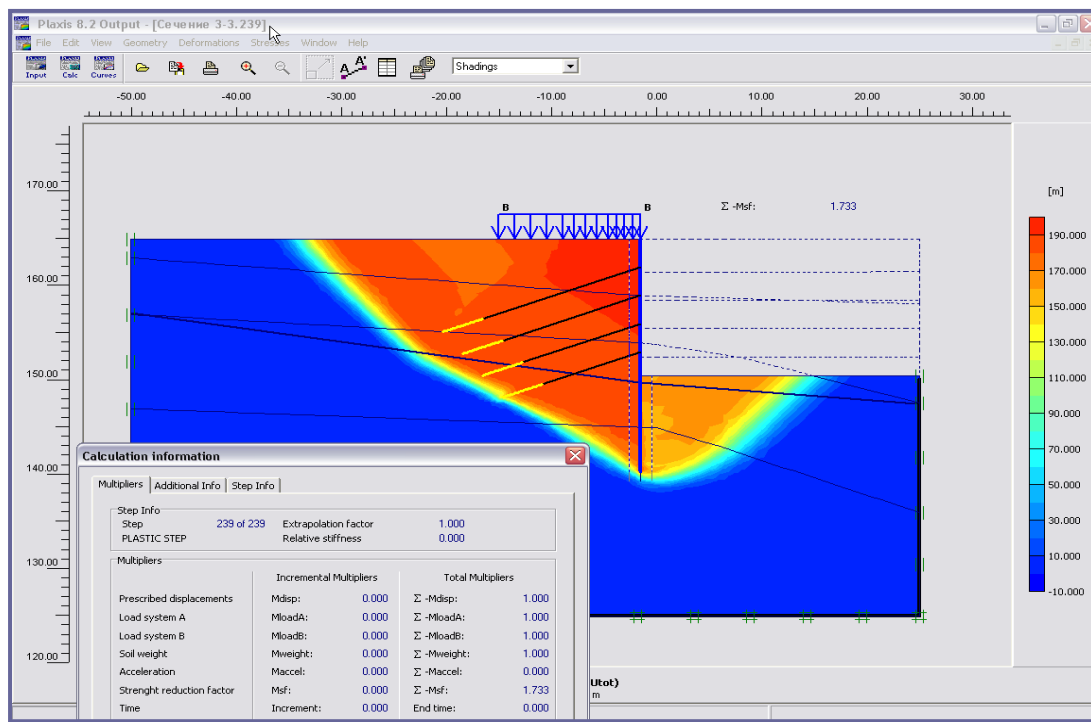 Plaxis 8.2 Output - [Сечение 3-3.239]
File Edit View Geometry Deformations Stresses Window Help
Input Calc Curves A A' Shadings
-50.00 -40.00 -30.00 -20.00 -10.00 0.00 10.00 20.00 30.00
170.00
160.00
150.00
140.00
130.00
120.00
B B Σ -Msf: 1.733
[m]
190.000
170.000
150.000
130.000
110.000
90.000
70.000
50.000
30.000
10.000
-10.000
Calculation information
Multipliers Additional Info Step Info
Step Info
Step 239 of 239 Extrapolation factor 1.000
PLASTIC STEP Relative stiffness 0.000
Multipliers
Incremental Multipliers Total Multipliers
Prescribed displacements Mdisp: 0.000 Σ -Mdisp: 1.000
Load system A MloadA: 0.000 Σ -MloadA: 1.000
Load system B MloadB: 0.000 Σ -MloadB: 1.000
Soil weight Mweight: 0.000 Σ -Mweight: 1.000
Acceleration Maccel: 0.000 Σ -Maccel: 0.000
Strenght reduction factor Msf: 0.000 Σ -Msf: 1.733
Time Increment: 0.000 End time: 0.000
Utot)
m